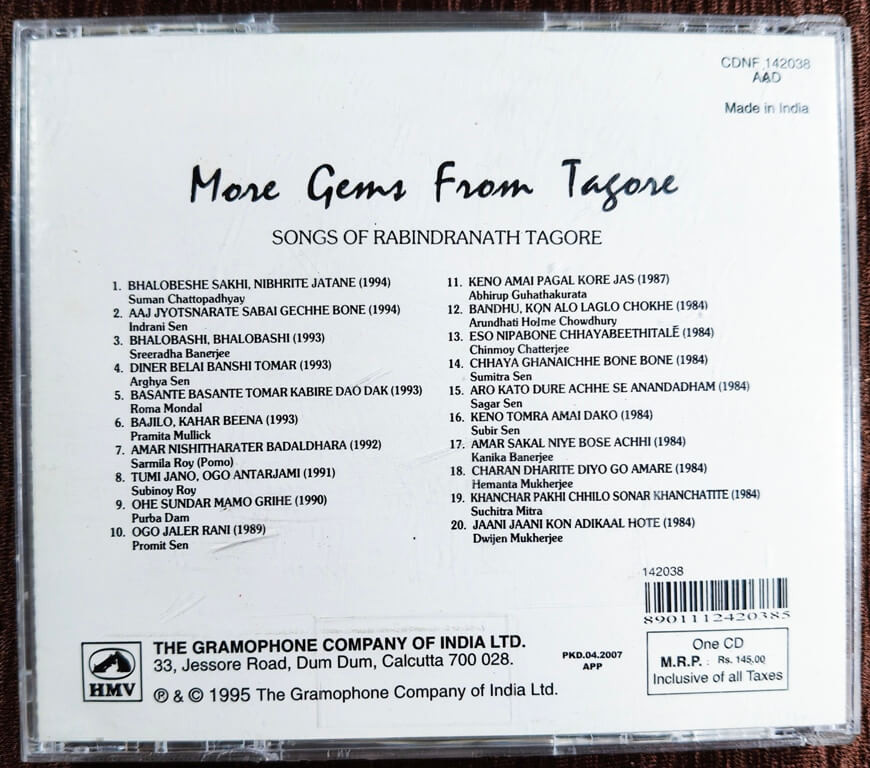 CDNF 142038
AAD
Made in India
More Gems From Tagore
SONGS OF RABINDRANATH TAGORE
1. BHALOBESHE SAKHI, NIBHRITE JATANE (1994)
Suman Chattopadhyay
2. AAJ JYOTSNARATE SABAI GECHHE BONE (1994)
Indrani Sen
3. BHALOBASHI, BHALOBASHI (1993)
Sreeradha Banerjee
4. DINER BELAI BANSHI TOMAR (1993)
Arghya Sen
5. BASANTE BASANTE TOMAR KABIRE DAO DAK (1993)
Roma Mondal
6. BAJILO, KAHAR BEENA (1993)
Pramita Mullick
7. AMAR NISHITHARATER BADALDHARA (1992)
Sarmila Roy (Pomo)
8. TUMI JANO, OGO ANTARJAMI (1991)
Subinoy Roy
9. OHE SUNDAR MAMO GRIHE (1990)
Purba Dam
10. OGO JALER RANI (1989)
Promit Sen
11. KENO AMAI PAGAL KORE JAS (1987)
Abhirup Guhathakurata
12. BANDHU, KON ALO LAGLO CHOKHE (1984)
Arundhati Holme Chowdhury
13. ESO NIPABONE CHHAYABEETHITALĒ (1984)
Chinmoy Chatterjee
14. CHHAYA GHANAICHHE BONE BONE (1984)
Sumitra Sen
15. ARO KATO DURE ACHHE SE ANANDADHAM (1984)
Sagar Sen
16. KENO TOMRA AMAI DAKO (1984)
Subir Sen
17. AMAR SAKAL NIYE BOSE ACHHI (1984)
Kanika Banerjee
18. CHARAN DHARITE DIYO GO AMARE (1984)
Hemanta Mukherjee
19. KHANCHAR PAKHI CHHILO SONAR KHANCHATITE (1984)
Suchitra Mitra
20. JAANI JAANI KON ADIKAAL HOTE (1984)
Dwijen Mukherjee
142038
8901112420385
HMV
THE GRAMOPHONE COMPANY OF INDIA LTD.
33, Jessore Road, Dum Dum, Calcutta 700 028.
℗ & © 1995 The Gramophone Company of India Ltd.
PKD.04.2007
APP
One CD
M.R.P. : Rs. 145.00
Inclusive of all Taxes